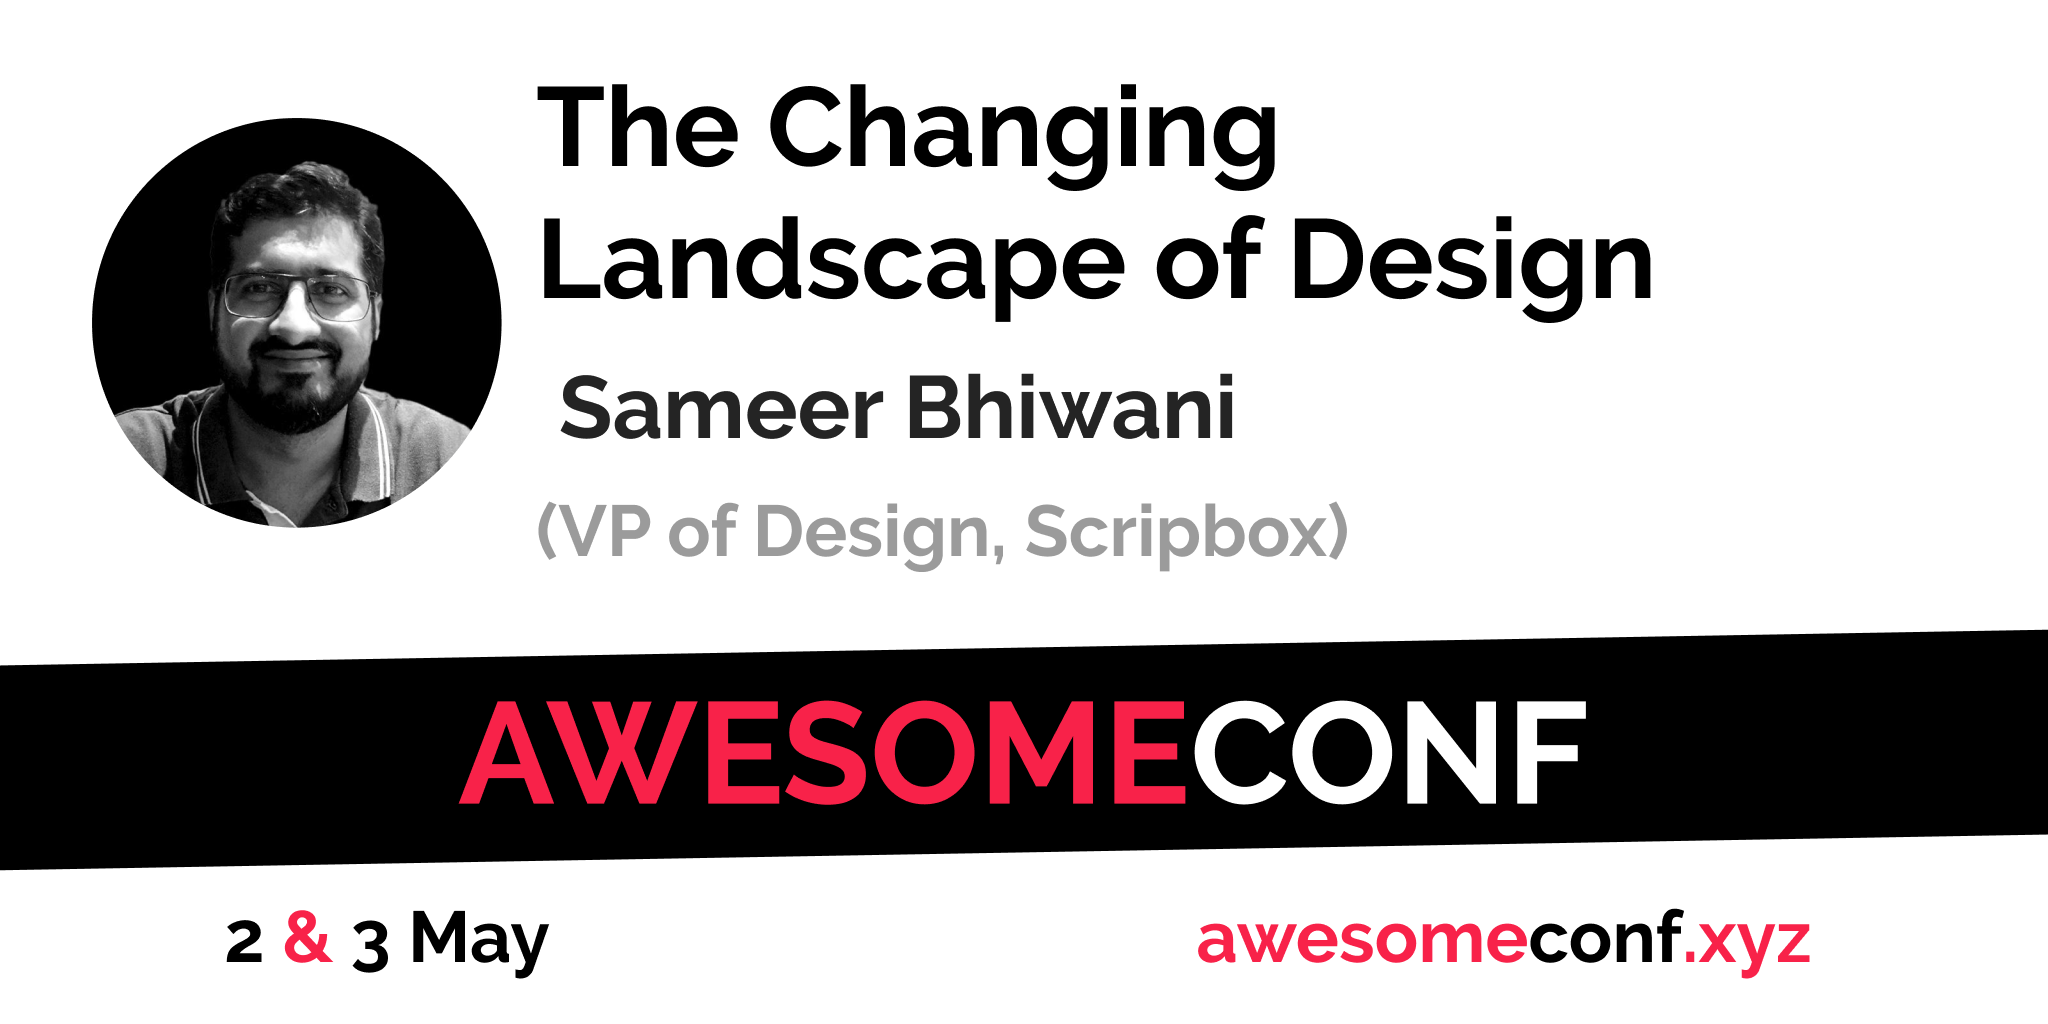 The Changing
Landscape of Design
Sameer Bhiwani
(VP of Design, Scripbox)
AWESOMECONF
2 & 3 May
awesomeconf.xyz